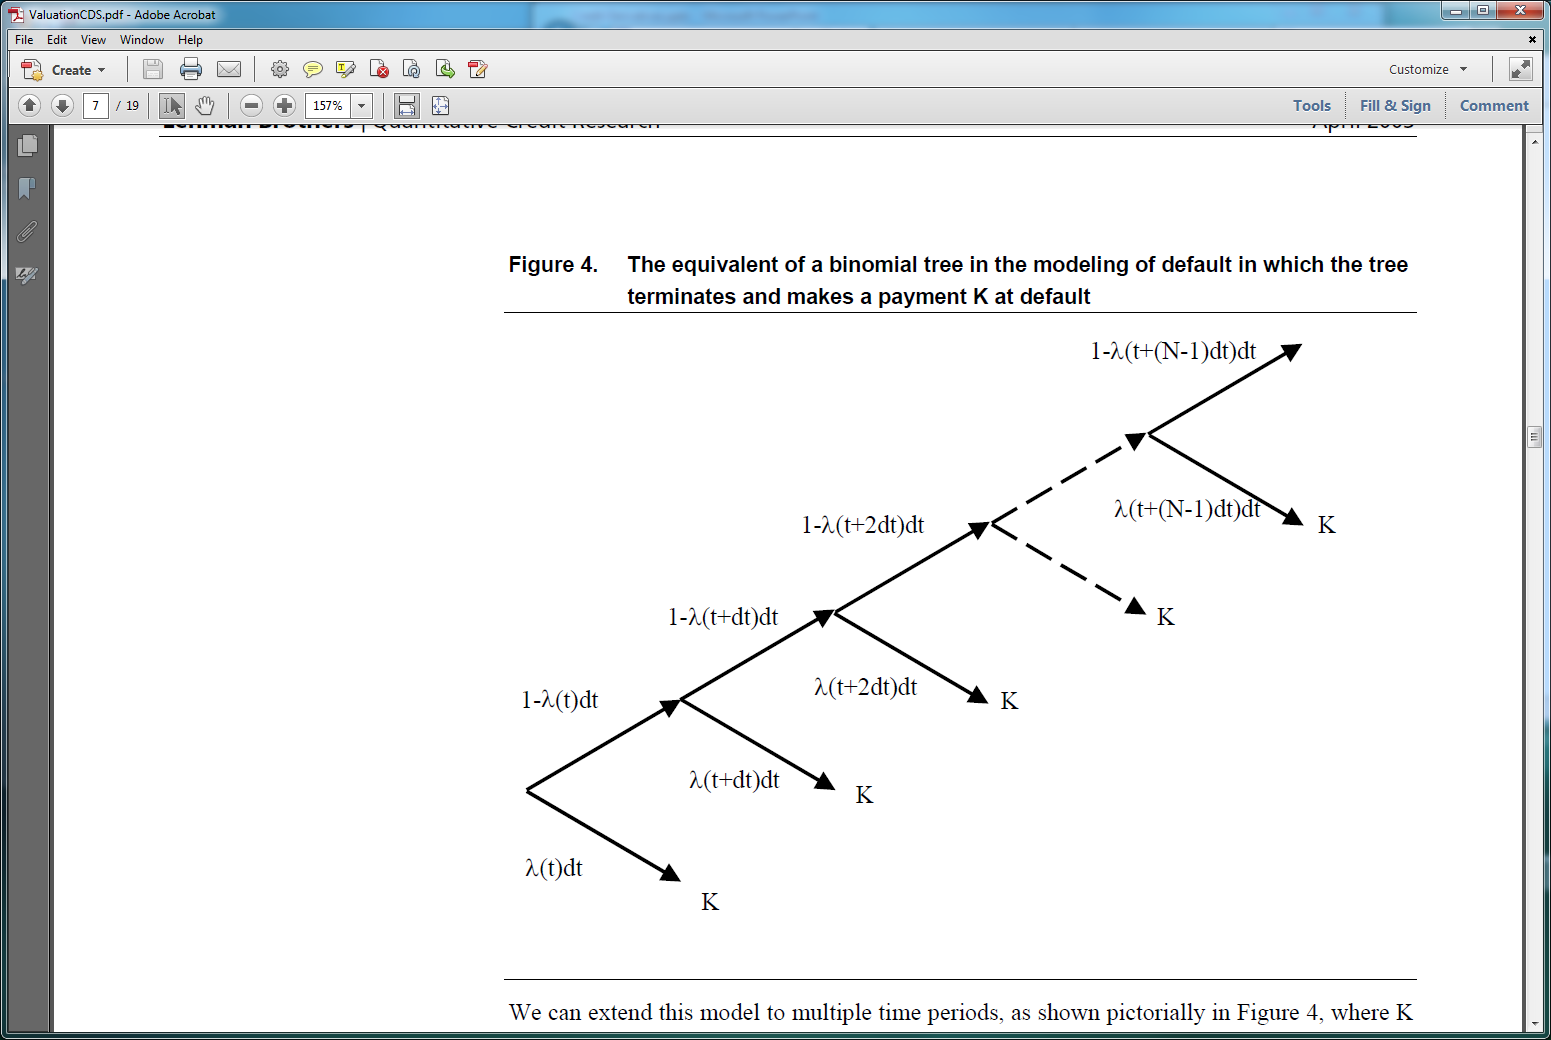 ValuationCDS.pdf - Adobe Acrobat
File Edit View Window Help
Create
Customize
7 / 19
157%
Tools Fill & Sign Comment
Lehman Brothers | Quantitative Credit Research April 2003
Figure 4. The equivalent of a binomial tree in the modeling of default in which the tree
terminates and makes a payment K at default
1-λ(t+(N-1)dt)dt
λ(t+(N-1)dt)dt
K
1-λ(t+2dt)dt
K
1-λ(t+dt)dt
λ(t+2dt)dt
K
1-λ(t)dt
λ(t+dt)dt
K
λ(t)dt
K
We can extend this model to multiple time periods, as shown pictorially in Figure 4, where K